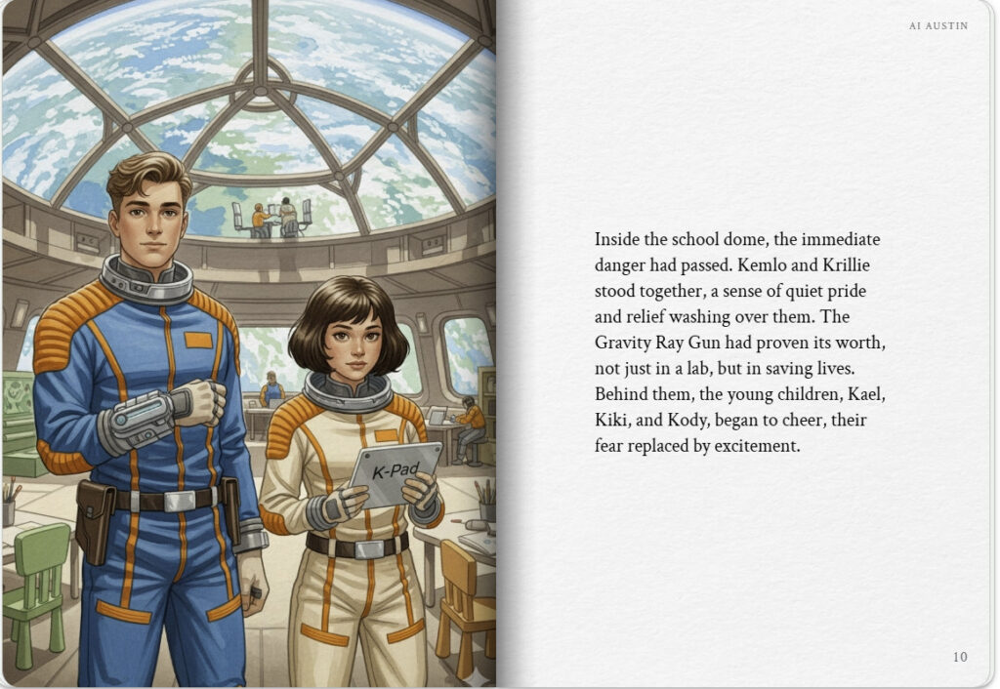 K-Pad
AI AUSTIN
Inside the school dome, the immediate
danger had passed. Kemlo and Krillie
stood together, a sense of quiet pride
and relief washing over them. The
Gravity Ray Gun had proven its worth,
not just in a lab, but in saving lives.
Behind them, the young children, Kael,
Kiki, and Kody, began to cheer, their
fear replaced by excitement.
10